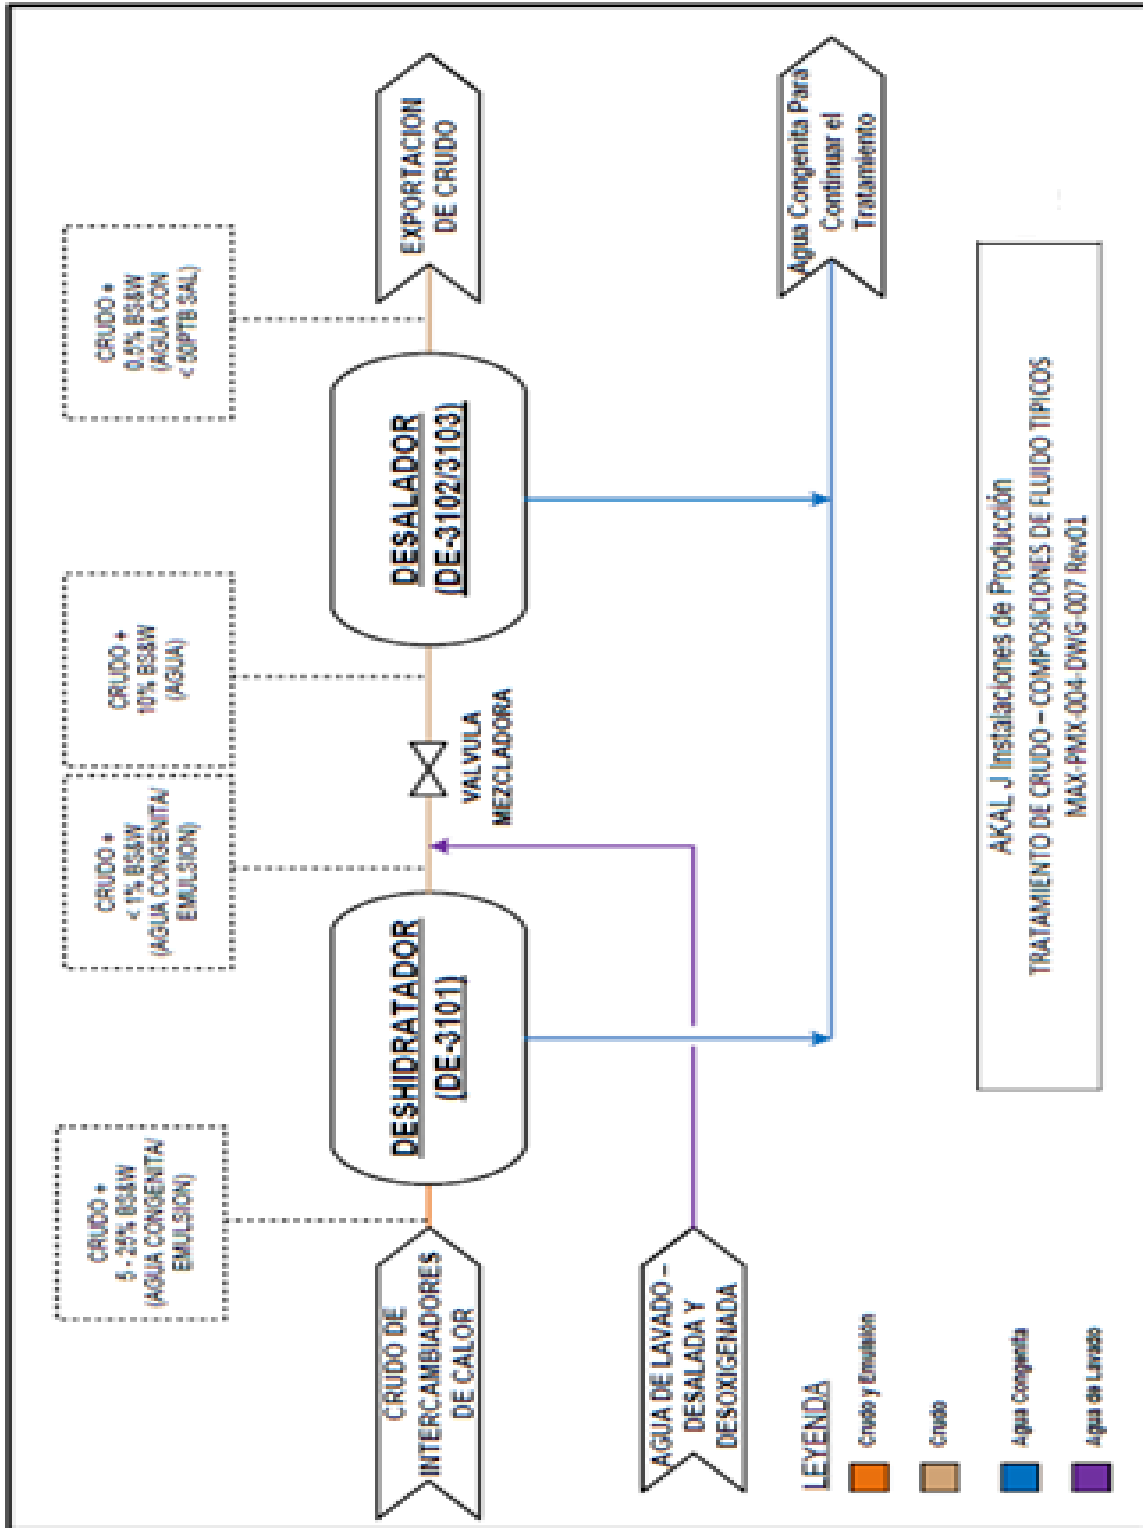 CRUDO +
5 - 25% BS&W
(AGUA CONGENITA/
EMULSION)
CRUDO +
< 1% BS&W
(AGUA CONGENITA/
EMULSION)
CRUDO +
10% BS&W
(AGUA)
CRUDO +
0.5% BS&W
(AGUA CON
< 50PTB SAL)
CRUDO DE
INTERCAMBIADORES
DE CALOR
DESHIDRATADOR
(DE-3101)
VALVULA
MEZCLADORA
DESALADOR
(DE-3102/3103)
EXPORTACION
DE CRUDO
AGUA DE LAVADO –
DESALADA Y
DESOXIGENADA
Agua Congenita Para
Continuar el
Tratamiento
LEYENDA
Crudo y Emulsión
Crudo
Agua Congenita
Agua de Lavado
AKAL J Instalaciones de Producción
TRATAMIENTO DE CRUDO – COMPOSICIONES DE FLUIDO TIPICOS
MAX-PMX-004-DWG-007 Rev01